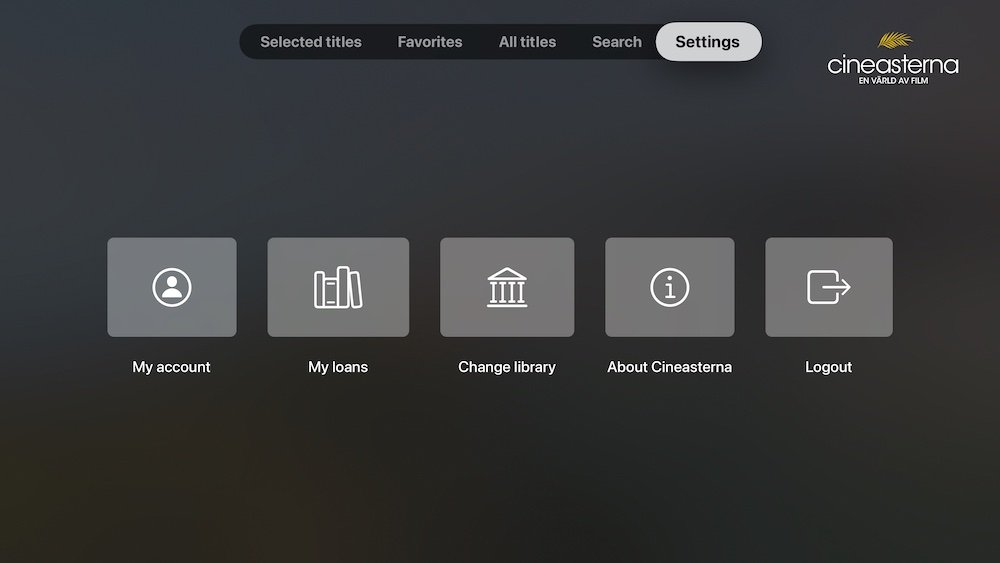 Selected titles
Favorites
All titles
Search
Settings
cineasterna
EN VÄRLD AV FILM
My account
My loans
Change library
About Cineasterna
Logout